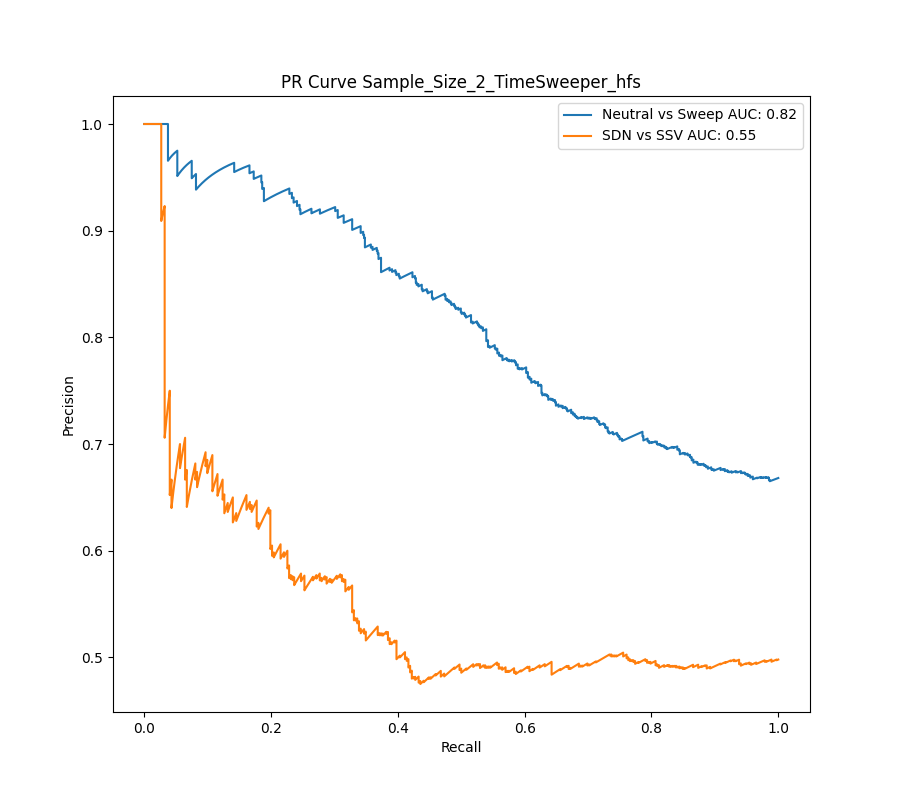 PR Curve Sample_Size_2_TimeSweeper_hfs
Neutral vs Sweep AUC: 0.82
SDN vs SSV AUC: 0.55
1.0
0.9
0.8
0.7
0.6
0.5
Precision
0.0 0.2 0.4 0.6 0.8 1.0
Recall